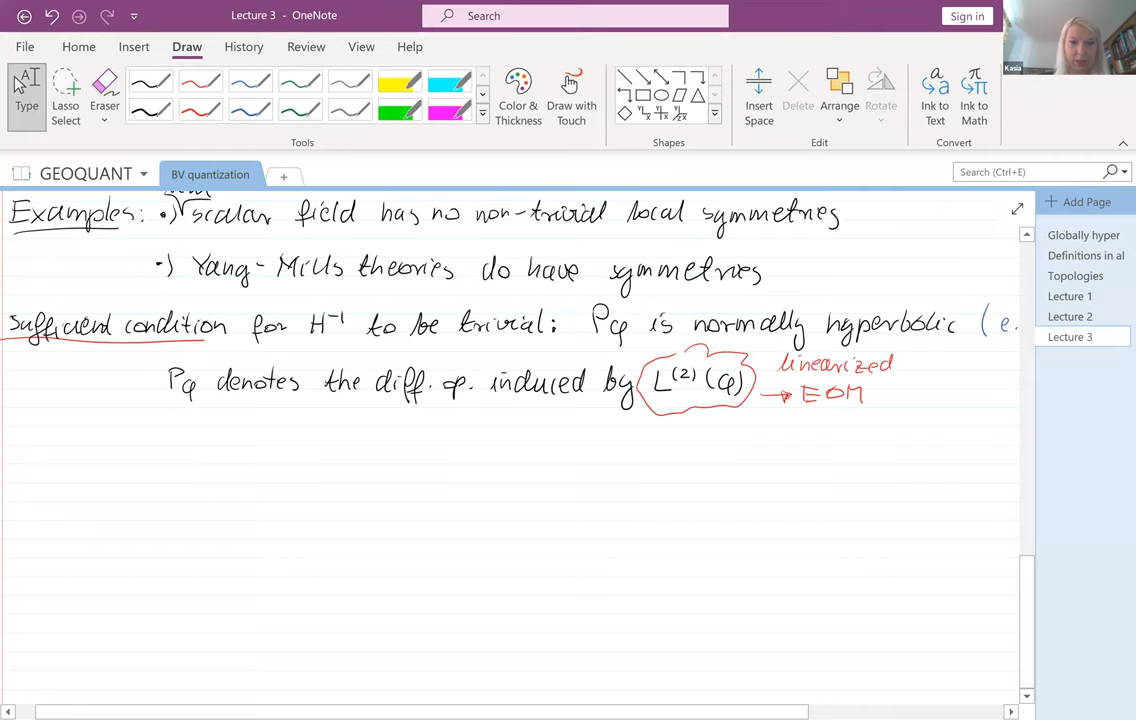 Lecture 3 - OneNote
Search
Sign in
Kasia
File Home Insert Draw History Review View Help
Type
Lasso Select
Eraser
Color & Thickness
Draw with Touch
Insert Space
Delete
Arrange
Rotate
Ink to Text
Ink to Math
Tools
Shapes
Edit
Convert
GEOQUANT
BV quantization
Search (Ctrl+E)
Add Page
Globally hyper
Definitions in al
Topologies
Lecture 1
Lecture 2
Lecture 3
Examples: •) scalar field has no non-trivial local symmetries
•) Yang-Mills theories do have symmetries
Sufficient condition for H⁻¹ to be trivial: Pφ is normally hyperbolic (e.
Pφ denotes the diff. op. induced by L⁽²⁾(φ)
linearized
→ EOM